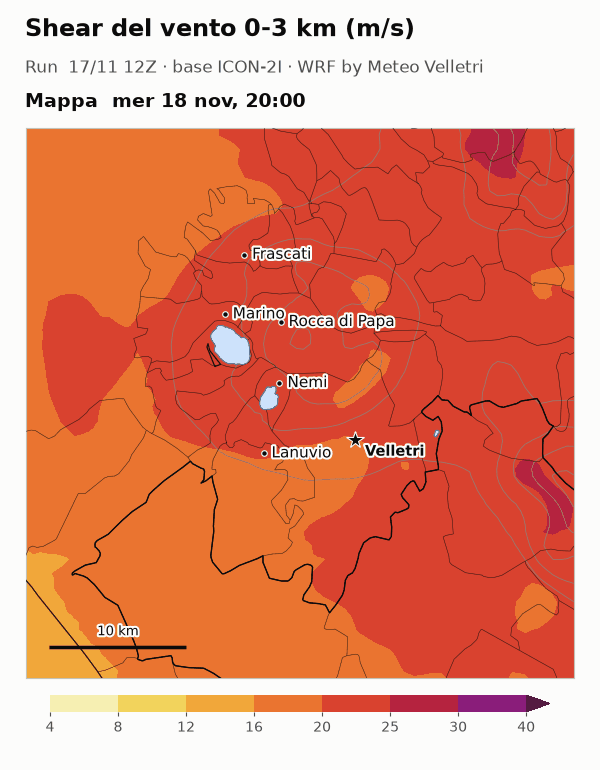 Shear del vento 0-3 km (m/s)
Run  17/11 12Z · base ICON-2I · WRF by Meteo Velletri
Mappa  mer 18 nov, 20:00
Frascati
Marino
Rocca di Papa
Nemi
Velletri
Lanuvio
10 km
4 8 12 16 20 25 30 40